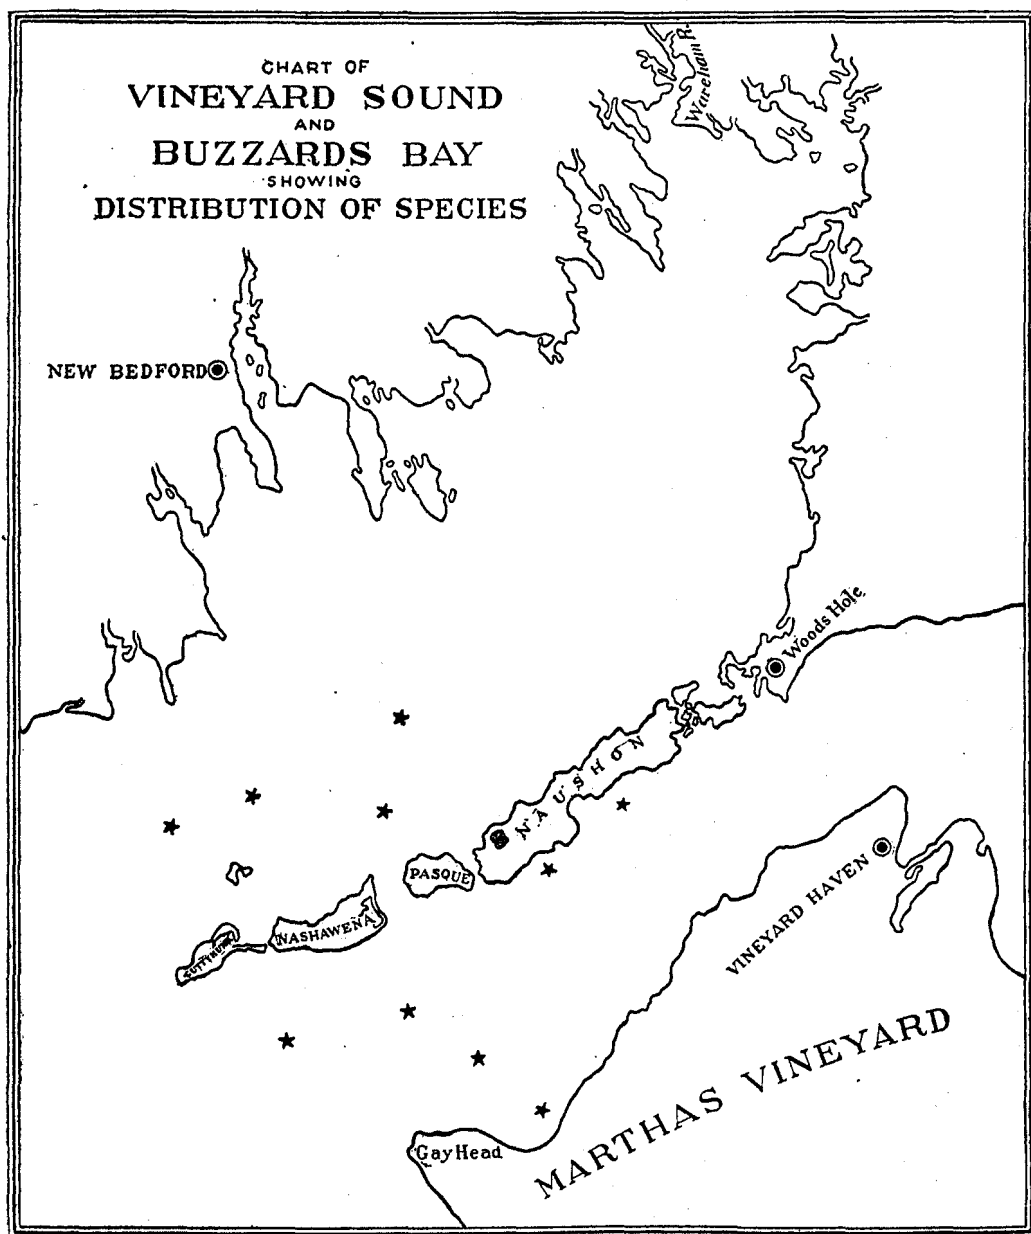 CHART OF
VINEYARD SOUND
AND
BUZZARDS BAY
SHOWING
DISTRIBUTION OF SPECIES
Wareham R.
NEW BEDFORD
Woods Hole
NAUSHON
PASQUE
NASHAWENA
CUTTYHUNK
VINEYARD HAVEN
MARTHAS VINEYARD
Gay Head